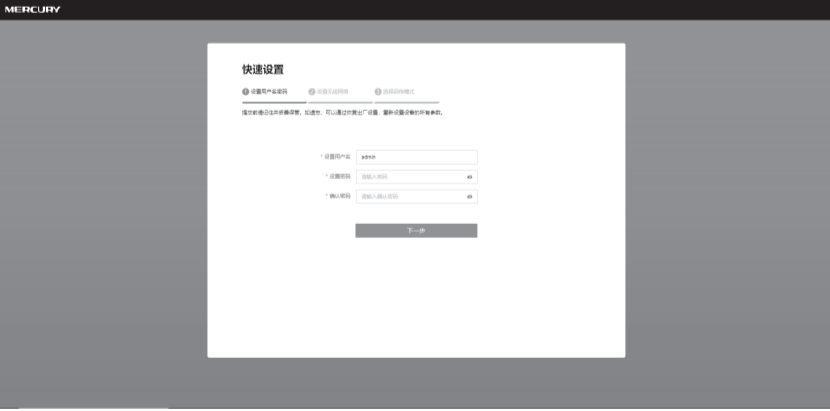 MERCURY
快速设置
1 设置用户名密码 2 设置无线网络 3 选择组网模式
提交前请记住并妥善保管。如遗忘，可以通过恢复出厂设置，重新设置设备的所有参数。
* 设置用户名 admin
* 设置密码 请输入密码
* 确认密码 请输入确认密码
下一步